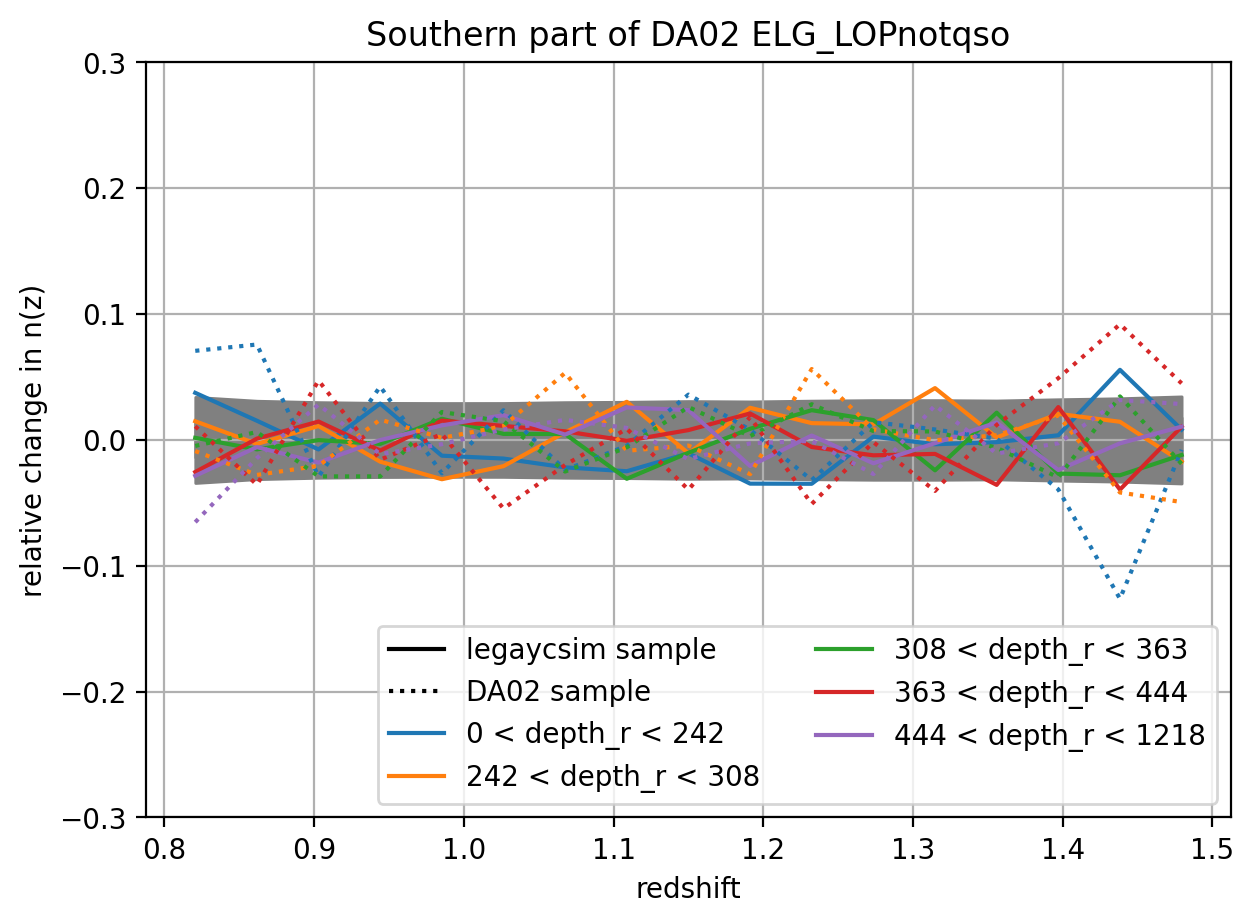 Southern part of DA02 ELG_LOPnotqso
0.3
0.2
0.1
0.0
−0.1
−0.2
−0.3
relative change in n(z)
legaycsim sample
DA02 sample
0 < depth_r < 242
242 < depth_r < 308
308 < depth_r < 363
363 < depth_r < 444
444 < depth_r < 1218
0.8 0.9 1.0 1.1 1.2 1.3 1.4 1.5
redshift